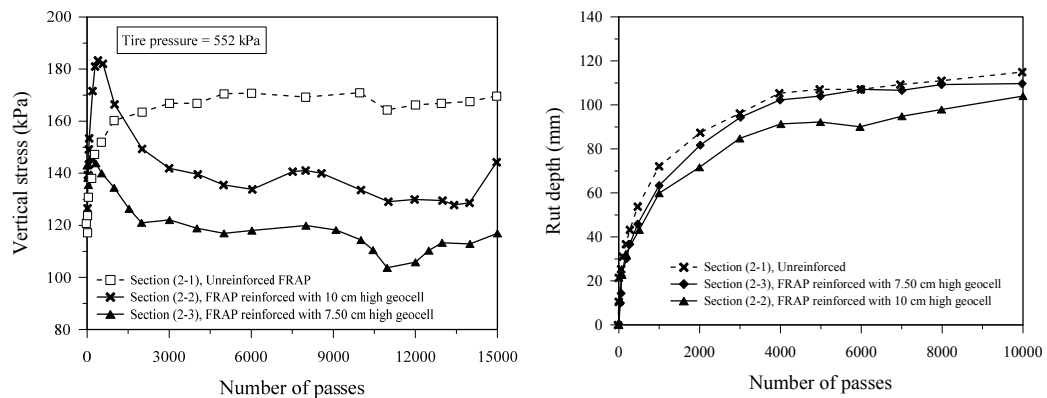 200
180
160
140
120
100
80
Vertical stress (kPa)
Tire pressure = 552 kPa
Section (2-1), Unreinforced FRAP
Section (2-2), FRAP reinforced with 10 cm high geocell
Section (2-3), FRAP reinforced with 7.50 cm high geocell
0 3000 6000 9000 12000 15000
Number of passes
140
120
100
80
60
40
20
0
Rut depth (mm)
Section (2-1), Unreinforced
Section (2-3), FRAP reinforced with 7.50 cm high geocell
Section (2-2), FRAP reinforced with 10 cm high geocell
0 2000 4000 6000 8000 10000
Number of passes